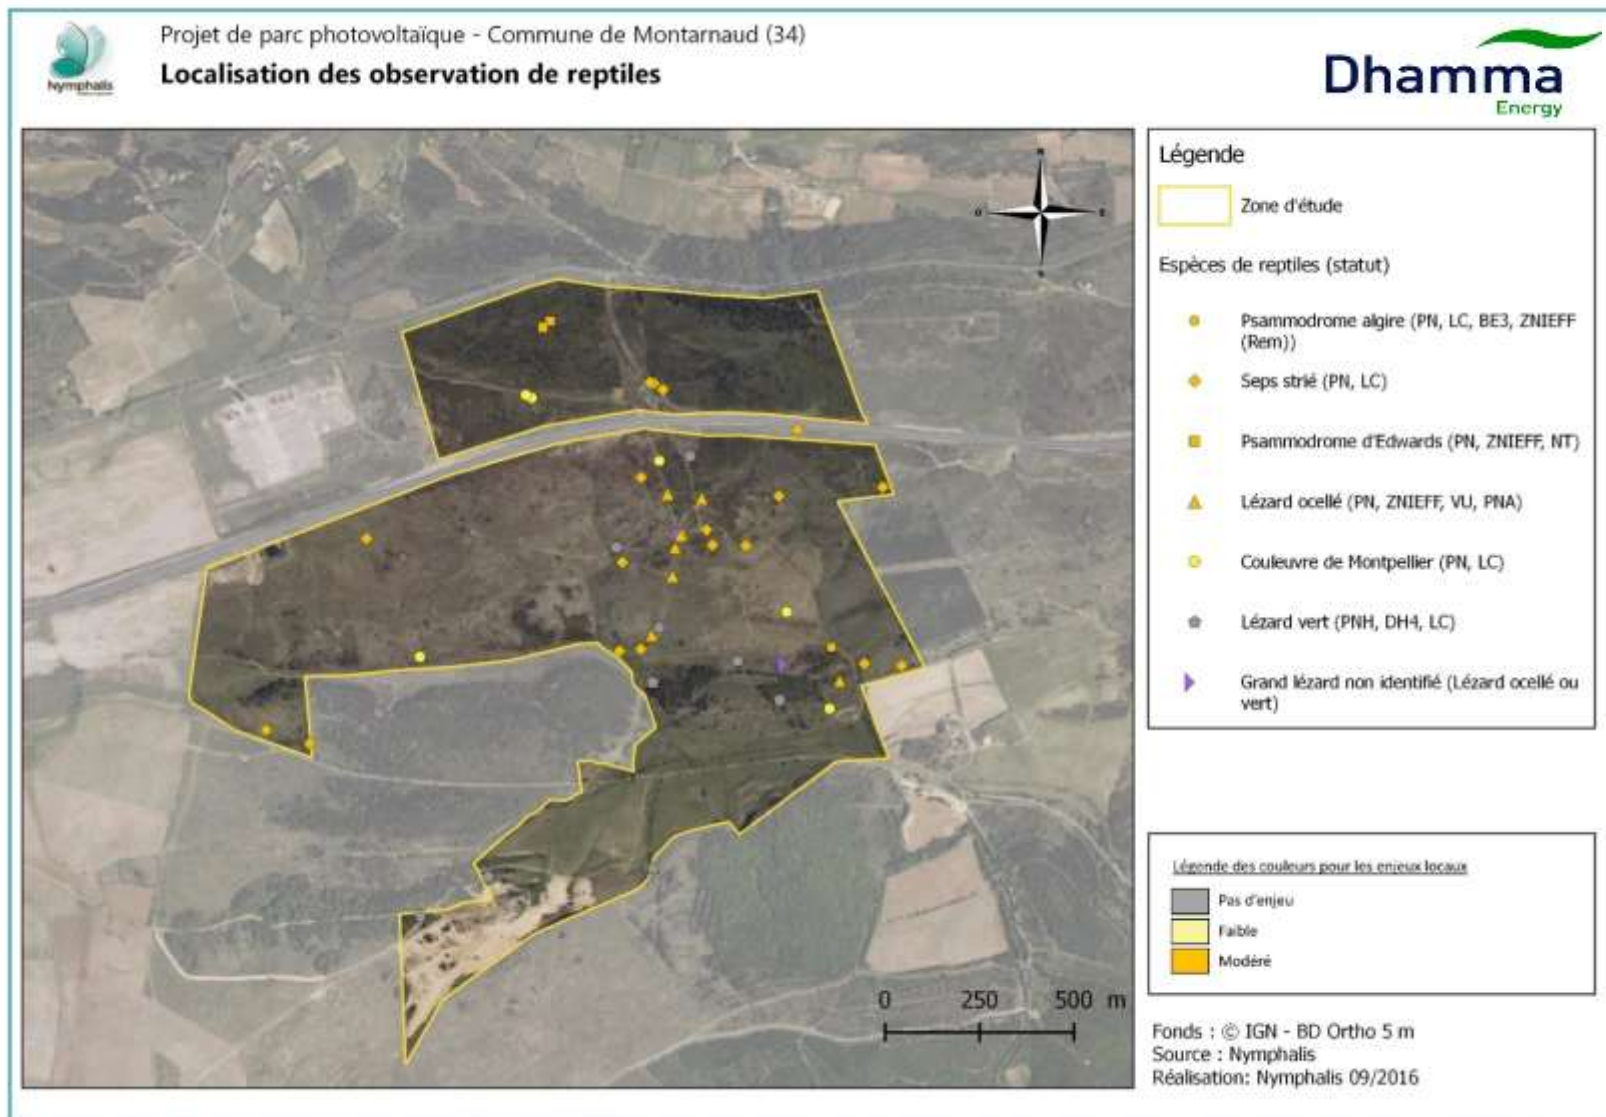 Projet de parc photovoltaïque - Commune de Montarnaud (34)
Localisation des observation de reptiles
Nymphalis
Dhamma
Energy
N
O
E
S
0 250 500 m
Légende
Zone d'étude
Espèces de reptiles (statut)
Psammodrome algire (PN, LC, BE3, ZNIEFF
(Rem))
Seps strié (PN, LC)
Psammodrome d'Edwards (PN, ZNIEFF, NT)
Lézard ocellé (PN, ZNIEFF, VU, PNA)
Couleuvre de Montpellier (PN, LC)
Lézard vert (PNH, DH4, LC)
Grand lézard non identifié (Lézard ocellé ou
vert)
Légende des couleurs pour les enjeux locaux
Pas d'enjeu
Faible
Modéré
Fonds : © IGN - BD Ortho 5 m
Source : Nymphalis
Réalisation: Nymphalis 09/2016